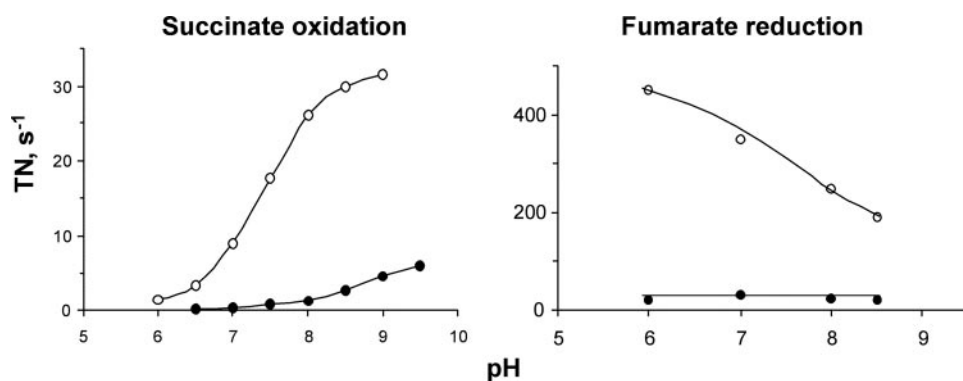 Succinate oxidation
Fumarate reduction
TN, s⁻¹
30
20
10
0
5 6 7 8 9 10
400
200
0
5 6 7 8 9
pH